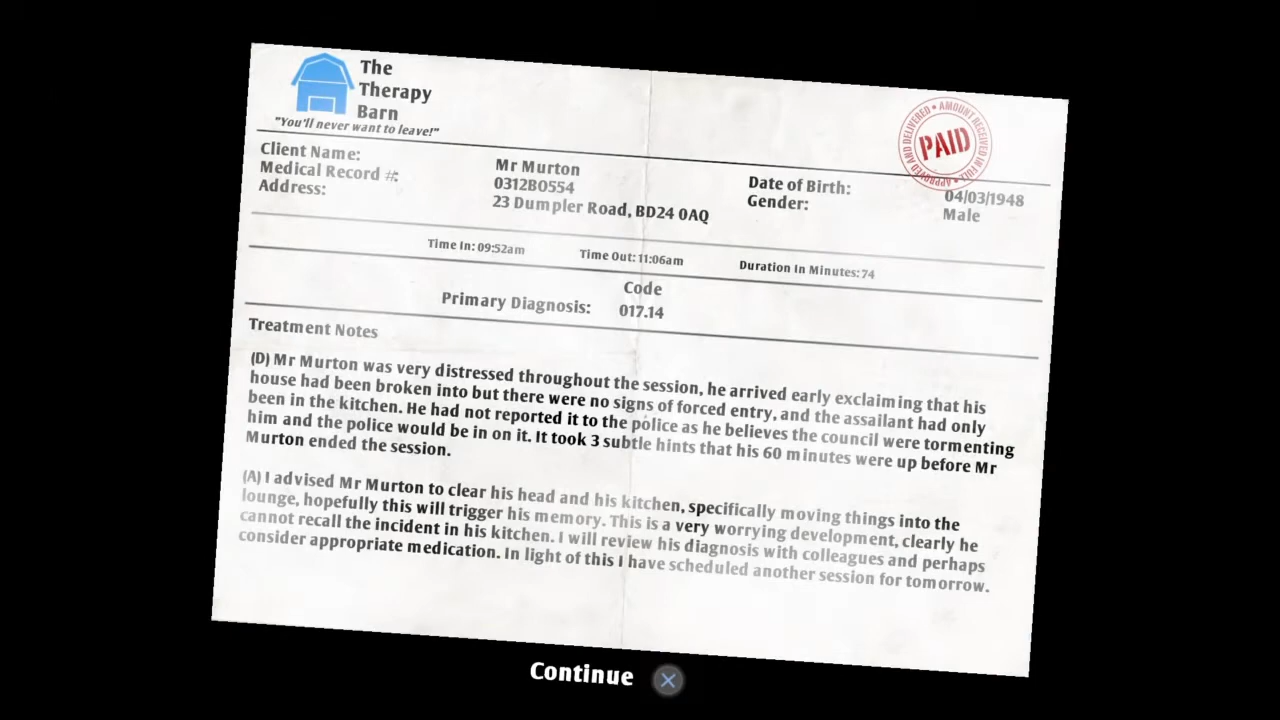 The
Therapy
Barn
"You'll never want to leave!"
AMOUNT RECEIVED IN FULL • APPROVED AND DELIVERED •
PAID
Client Name: Mr Murton Date of Birth: 04/03/1948
Medical Record #: 0312B0554 Gender: Male
Address: 23 Dumpler Road, BD24 0AQ
Time In: 09:52am Time Out: 11:06am Duration In Minutes: 74
Code
Primary Diagnosis: 017.14
Treatment Notes
(D) Mr Murton was very distressed throughout the session, he arrived early exclaiming that his
house had been broken into but there were no signs of forced entry, and the assailant had only
been in the kitchen. He had not reported it to the police as he believes the council were tormenting
him and the police would be in on it. It took 3 subtle hints that his 60 minutes were up before Mr
Murton ended the session.
(A) I advised Mr Murton to clear his head and his kitchen, specifically moving things into the
lounge, hopefully this will trigger his memory. This is a very worrying development, clearly he
cannot recall the incident in his kitchen. I will review his diagnosis with colleagues and perhaps
consider appropriate medication. In light of this I have scheduled another session for tomorrow.
Continue